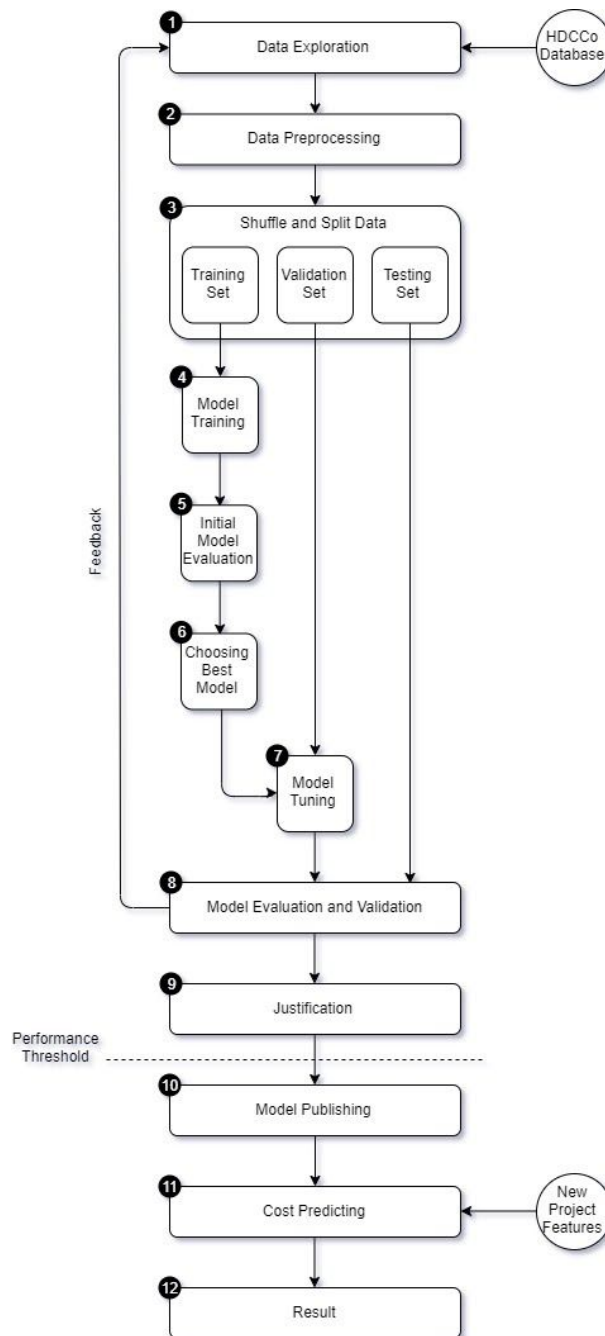 1
Data Exploration
HDCCo
Database
2
Data Preprocessing
3
Shuffle and Split Data
Training
Set
Validation
Set
Testing
Set
4
Model
Training
Feedback
5
Initial
Model
Evaluation
6
Choosing
Best
Model
7
Model
Tuning
8
Model Evaluation and Validation
9
Justification
Performance
Threshold
10
Model Publishing
11
Cost Predicting
New
Project
Features
12
Result